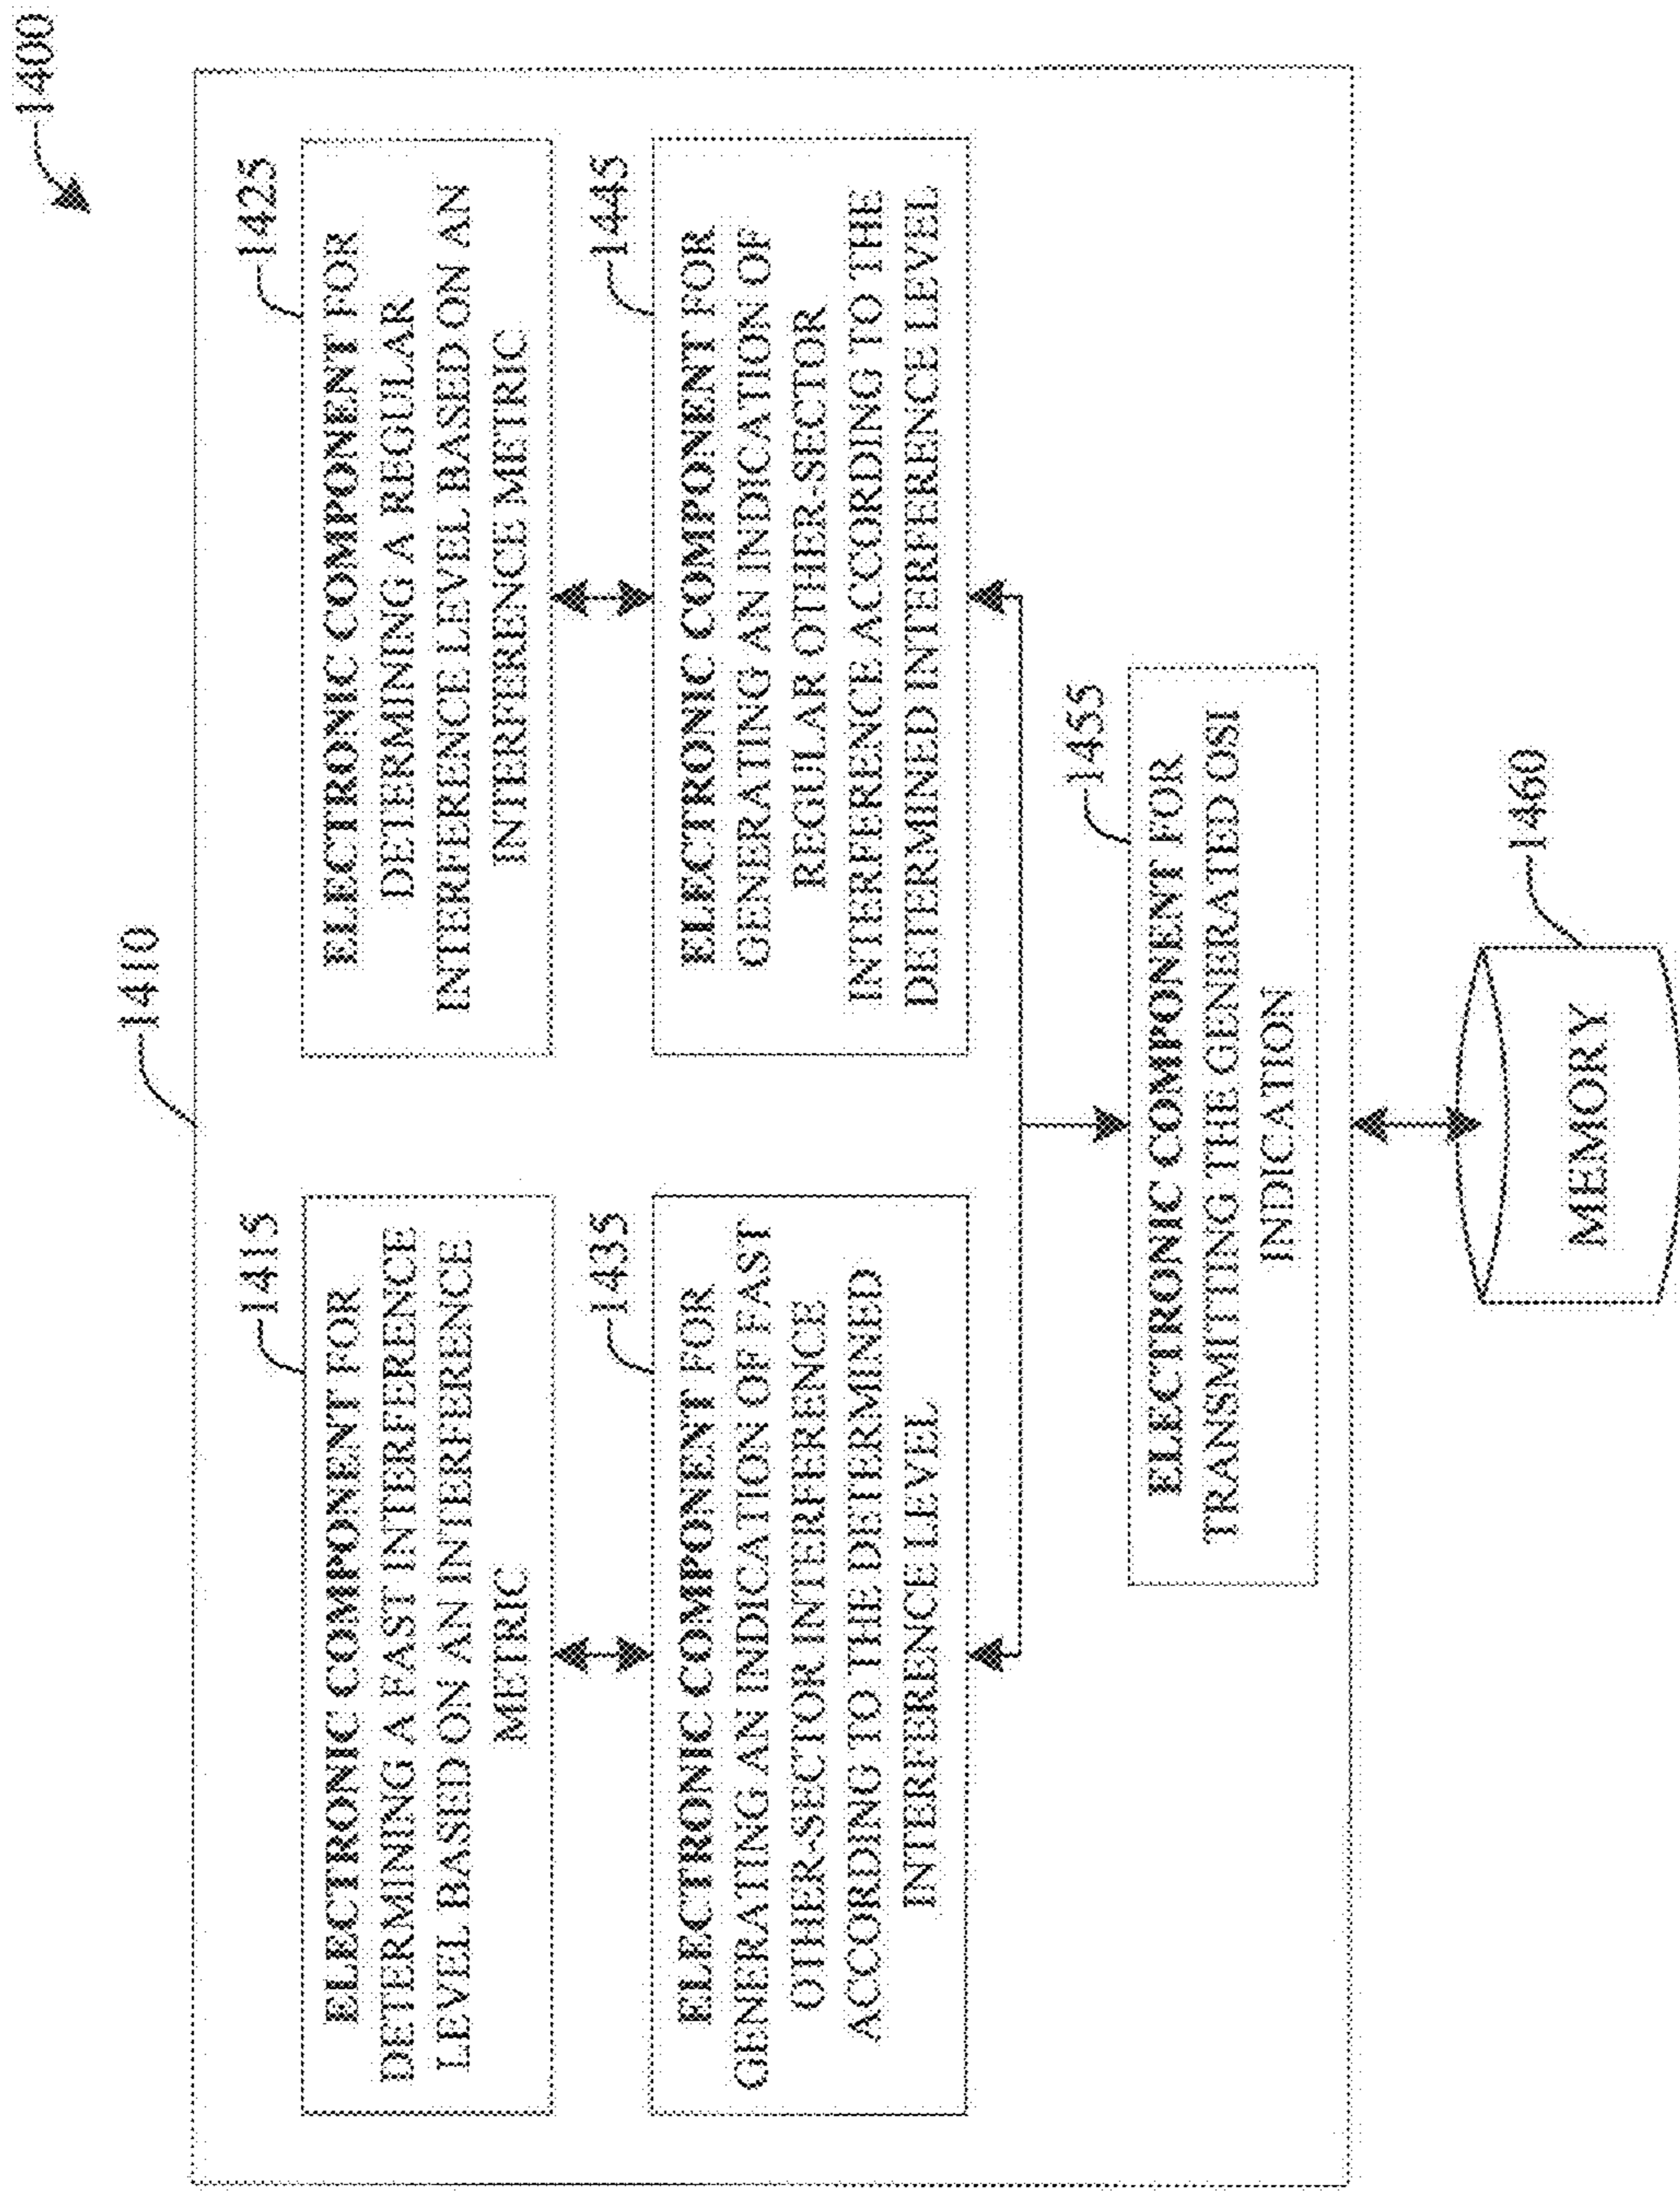 1400
1410
1415
ELECTRONIC COMPONENT FOR
DETERMINING A FAST INTERFERENCE
LEVEL BASED ON AN INTERFERENCE
METRIC
1425
ELECTRONIC COMPONENT FOR
DETERMINING A REGULAR
INTERFERENCE LEVEL BASED ON AN
INTERFERENCE METRIC
1435
ELECTRONIC COMPONENT FOR
GENERATING AN INDICATION OF FAST
OTHER-SECTOR INTERFERENCE
ACCORDING TO THE DETERMINED
INTERFERENCE LEVEL
1445
ELECTRONIC COMPONENT FOR
GENERATING AN INDICATION OF
REGULAR OTHER-SECTOR
INTERFERENCE ACCORDING TO THE
DETERMINED INTERFERENCE LEVEL
1455
ELECTRONIC COMPONENT FOR
TRANSMITTING THE GENERATED OSI
INDICATION
1460
MEMORY